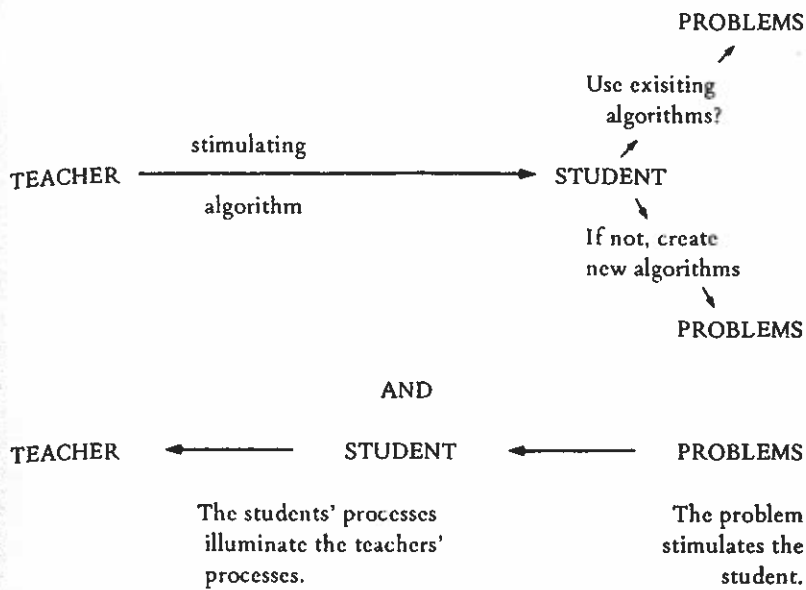 PROBLEMS
Use exisiting
algorithms?
stimulating
TEACHER STUDENT
algorithm
If not, create
new algorithms
PROBLEMS
AND
TEACHER STUDENT PROBLEMS
The students' processes
illuminate the teachers'
processes.
The problem
stimulates the
student.